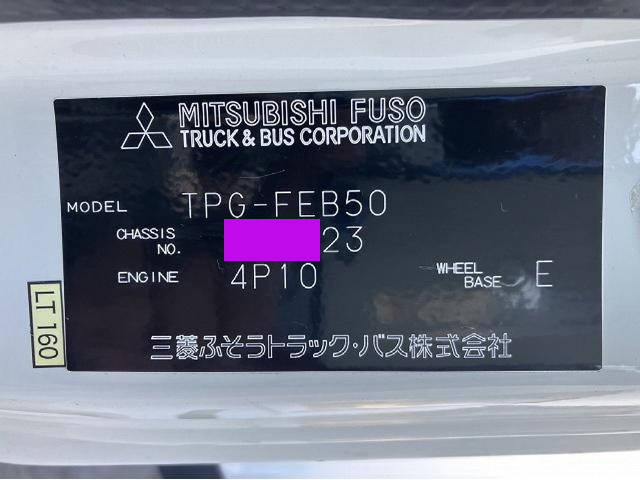 MITSUBISHI FUSO
TRUCK & BUS CORPORATION
MODEL TPG-FEB50
CHASSIS NO. 23
ENGINE 4P10 WHEEL BASE E
三菱ふそうトラック・バス株式会社
LT 160